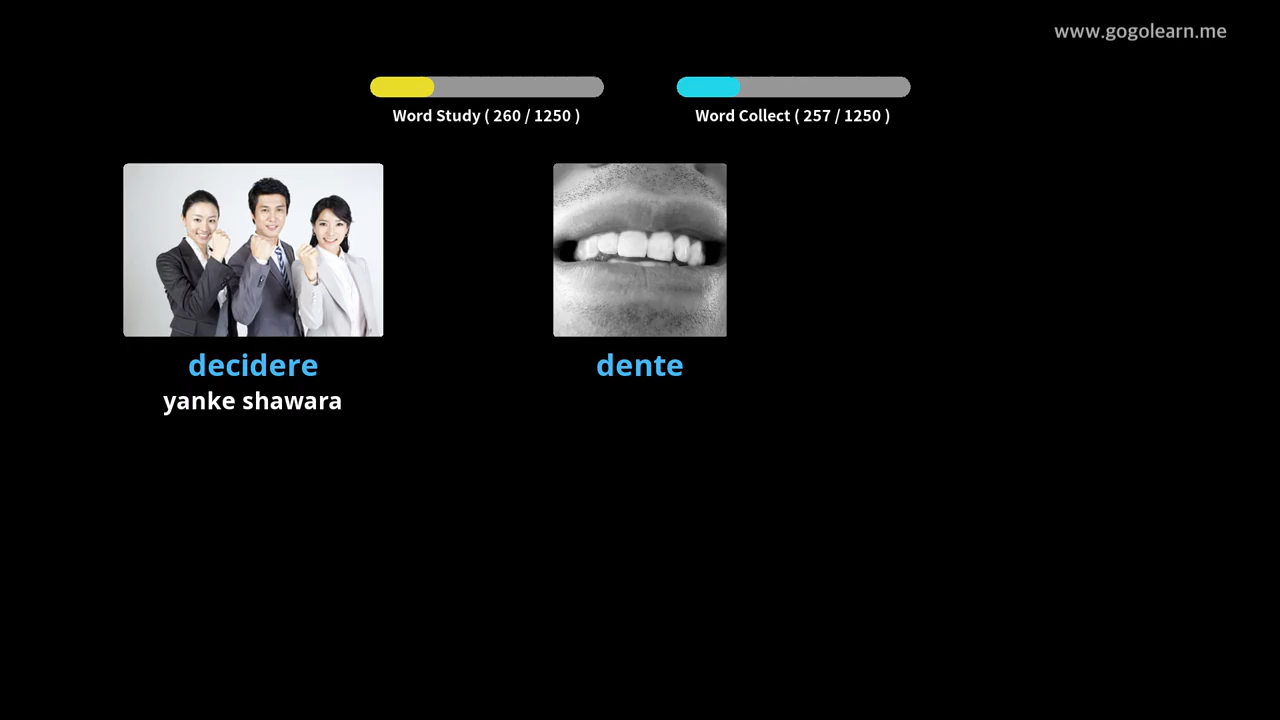 www.gogolearn.me
Word Study ( 260 / 1250 )
Word Collect ( 257 / 1250 )
decidere
yanke shawara
dente